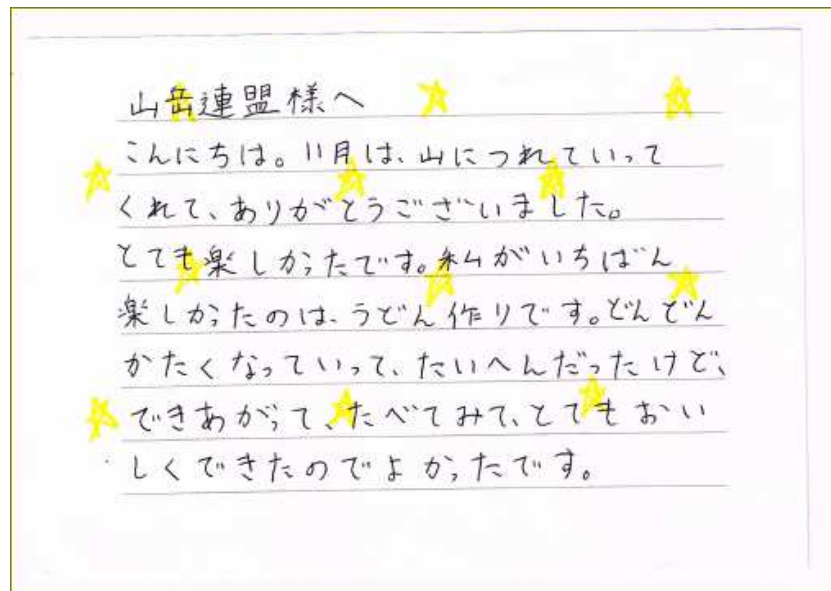 山岳連盟様へ
こんにちは。11月は、山につれていって
くれて、ありがとうございました。
とても楽しかったです。私がいちばん
楽しかったのは、うどん作りです。どんどん
かたくなっていって、たいへんだったけど、
できあがって、たべてみて、とてもおい
しくできたのでよかったです。